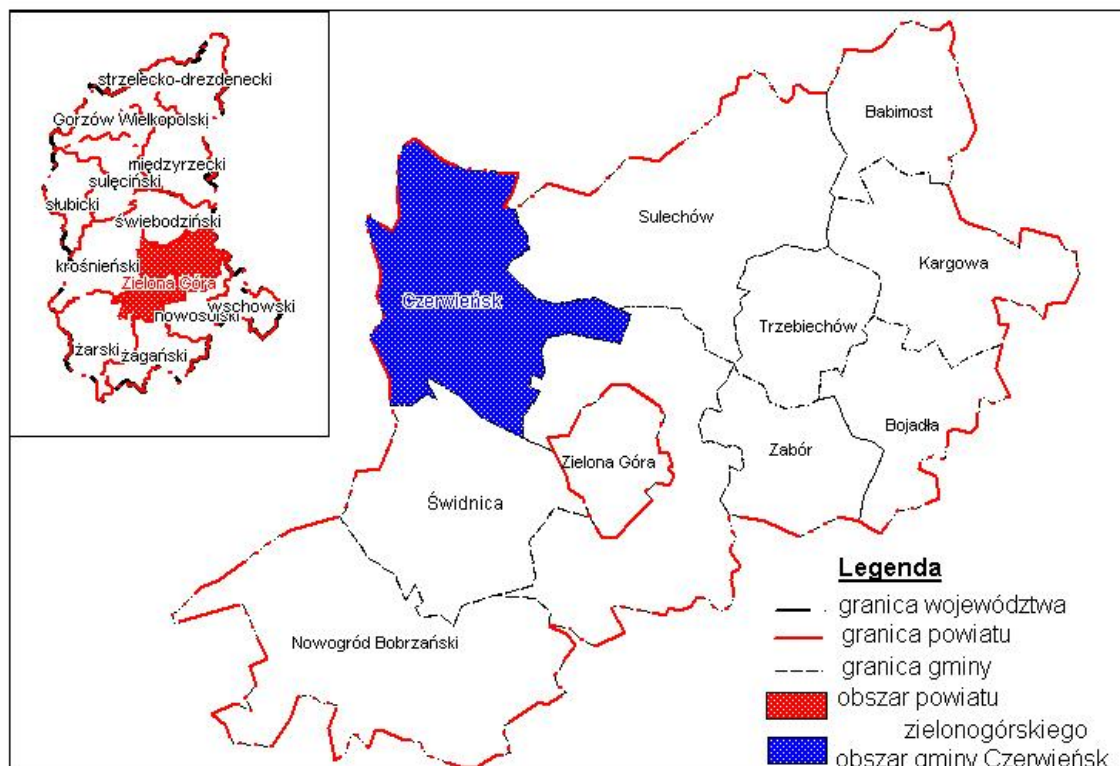 strzelecko-drezdenecki
Gorzów Wielkopolski
międzyrzecki
sulęciński
słubicki
świebodziński
krośnieński
Zielona Góra
wschowski
żarski
żagański
Babimost
Sulechów
Kargowa
Czerwieńsk
Trzebiechów
Bojadła
Zabór
Zielona Góra
Świdnica
Nowogród Bobrzański
Legenda
granica województwa
granica powiatu
granica gminy
obszar powiatu
zielonogórskiego
obszar gminy Czerwieńsk